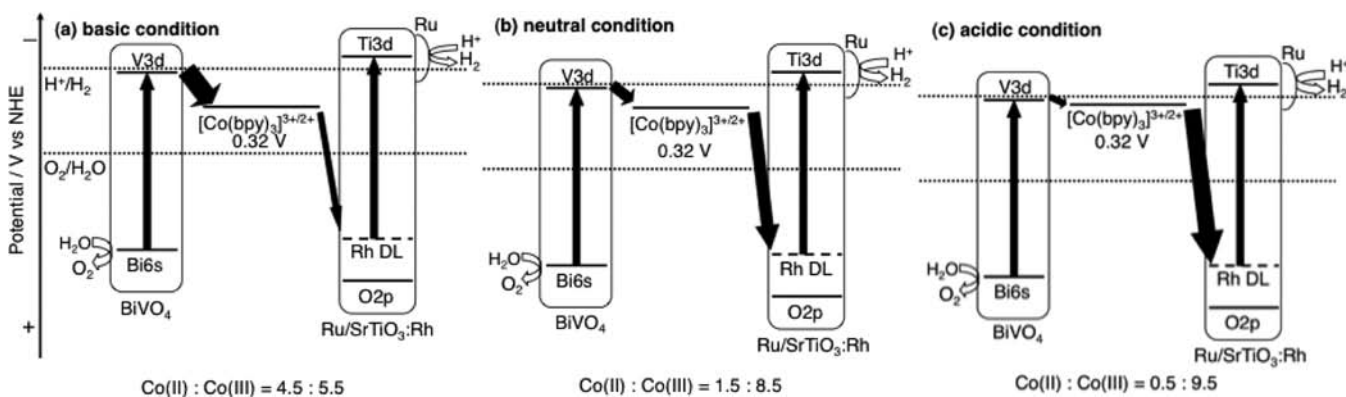 Potential / V vs NHE
−
+
(a) basic condition
V3d
H⁺/H₂
[Co(bpy)₃]³⁺/²⁺
0.32 V
O₂/H₂O
H₂O
O₂
Bi6s
BiVO₄
Ru
Ti3d
H⁺
H₂
Rh DL
O2p
Ru/SrTiO₃:Rh
Co(II) : Co(III) = 4.5 : 5.5
(b) neutral condition
V3d
[Co(bpy)₃]³⁺/²⁺
0.32 V
H₂O
O₂
Bi6s
BiVO₄
Ru
Ti3d
H⁺
H₂
Rh DL
O2p
Ru/SrTiO₃:Rh
Co(II) : Co(III) = 1.5 : 8.5
(c) acidic condition
V3d
[Co(bpy)₃]³⁺/²⁺
0.32 V
H₂O
O₂
Bi6s
BiVO₄
Ru
Ti3d
H⁺
H₂
Rh DL
O2p
Ru/SrTiO₃:Rh
Co(II) : Co(III) = 0.5 : 9.5